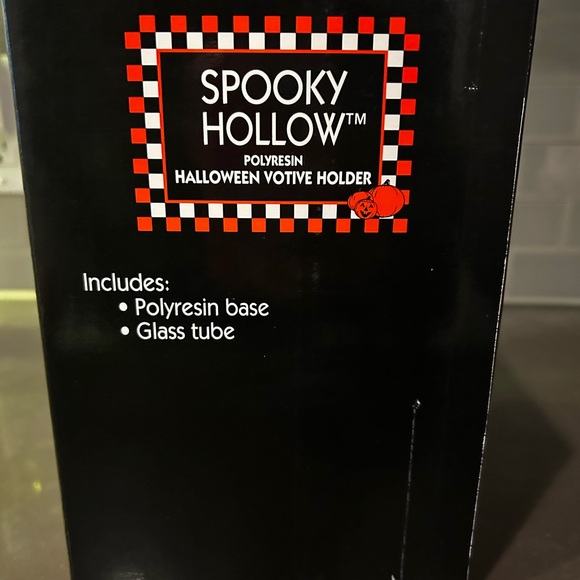 SPOOKY
HOLLOW™
POLYRESIN
HALLOWEEN VOTIVE HOLDER
Includes:
• Polyresin base
• Glass tube